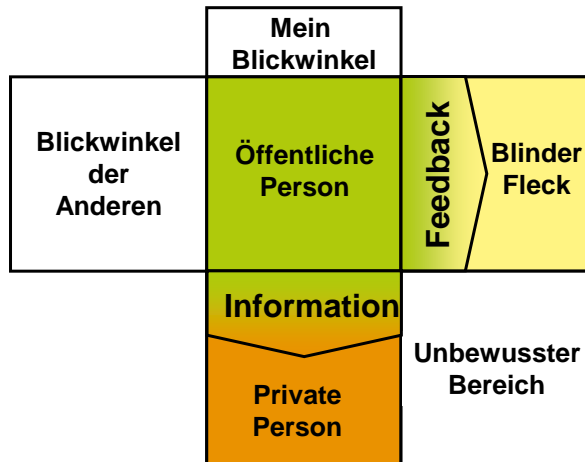 Mein
Blickwinkel
Blickwinkel
der
Anderen
Öffentliche
Person
Feedback
Blinder
Fleck
Information
Unbewusster
Bereich
Private
Person